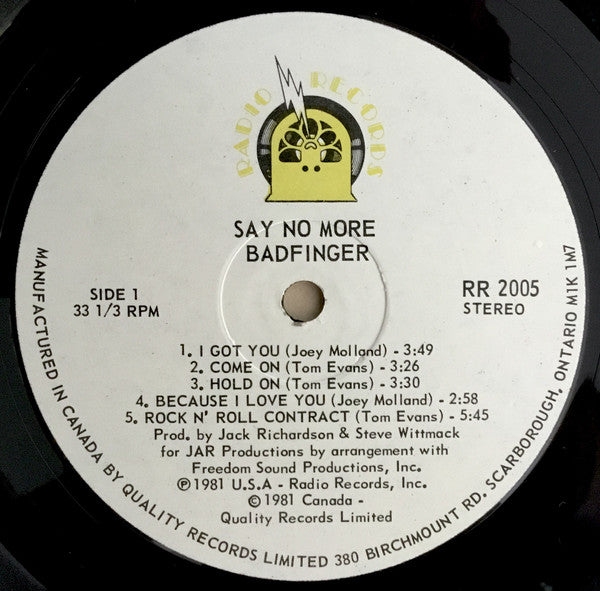 RADIO RECORDS
SAY NO MORE
BADFINGER
SIDE 1
33 1/3 RPM
RR 2005
STEREO
1. I GOT YOU (Joey Molland) - 3:49
2. COME ON (Tom Evans) - 3:26
3. HOLD ON (Tom Evans) - 3:30
4. BECAUSE I LOVE YOU (Joey Molland) - 2:58
5. ROCK N' ROLL CONTRACT (Tom Evans) - 5:45
Prod. by Jack Richardson & Steve Wittmack
for JAR Productions by arrangement with
Freedom Sound Productions, Inc.
℗1981 U.S.A - Radio Records, Inc.
©1981 Canada -
Quality Records Limited
MANUFACTURED IN CANADA BY QUALITY RECORDS LIMITED 380 BIRCHMOUNT RD. SCARBOROUGH, ONTARIO M1K 1M7